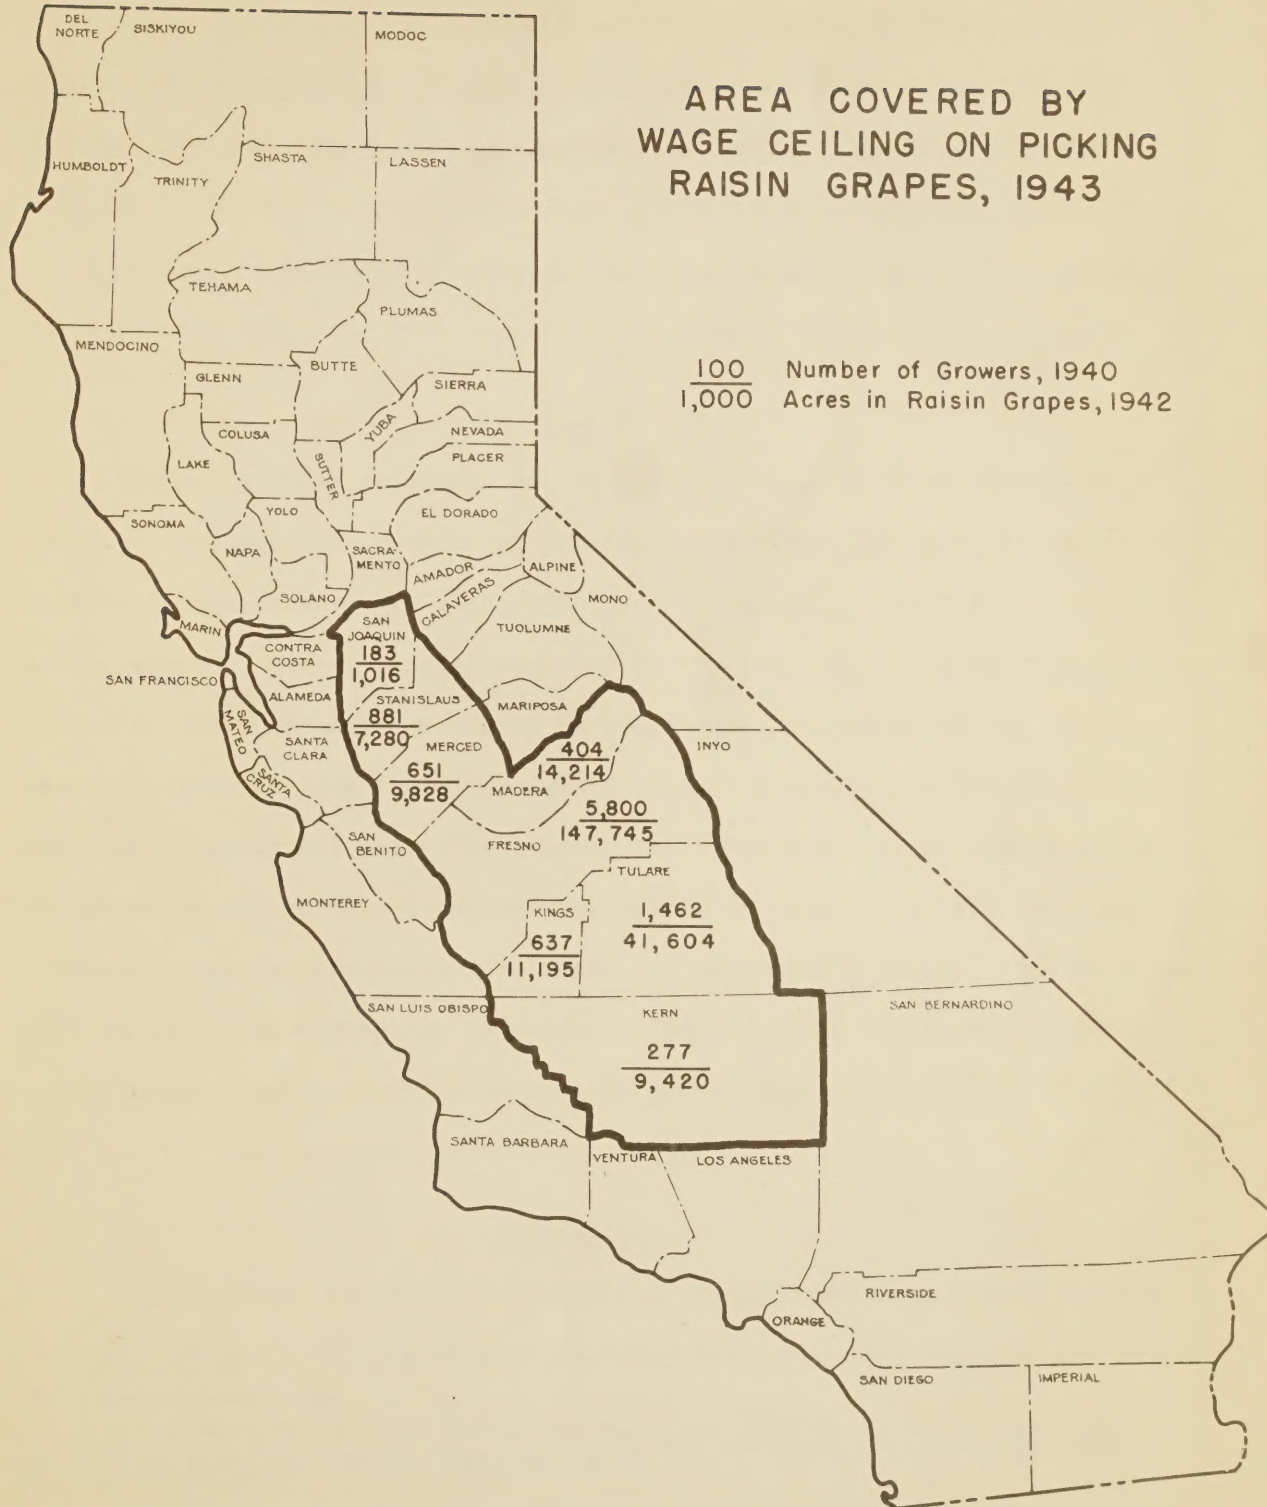 AREA COVERED BY
WAGE CEILING ON PICKING
RAISIN GRAPES, 1943
100 Number of Growers, 1940
1,000 Acres in Raisin Grapes, 1942
DEL
NORTE
SISKIYOU
MODOC
HUMBOLDT
TRINITY
SHASTA
LASSEN
TEHAMA
PLUMAS
MENDOCINO
GLENN
BUTTE
SIERRA
COLUSA
YUBA
NEVADA
LAKE
SUTTER
PLACER
SONOMA
YOLO
EL DORADO
NAPA
SACRA-
MENTO
AMADOR
ALPINE
SOLANO
CALAVERAS
MONO
MARIN
SAN
JOAQUIN
183
1,016
TUOLUMNE
CONTRA
COSTA
SAN FRANCISCO
ALAMEDA
STANISLAUS
881
7,280
MARIPOSA
SAN
MATEO
SANTA
CLARA
MERCED
651
9,828
404
14,214
MADERA
INYO
SANTA
CRUZ
SAN
BENITO
FRESNO
5,800
147,745
TULARE
1,462
41,604
MONTEREY
KINGS
637
11,195
SAN LUIS OBISPO
KERN
277
9,420
SAN BERNARDINO
SANTA BARBARA
VENTURA
LOS ANGELES
RIVERSIDE
ORANGE
SAN DIEGO
IMPERIAL